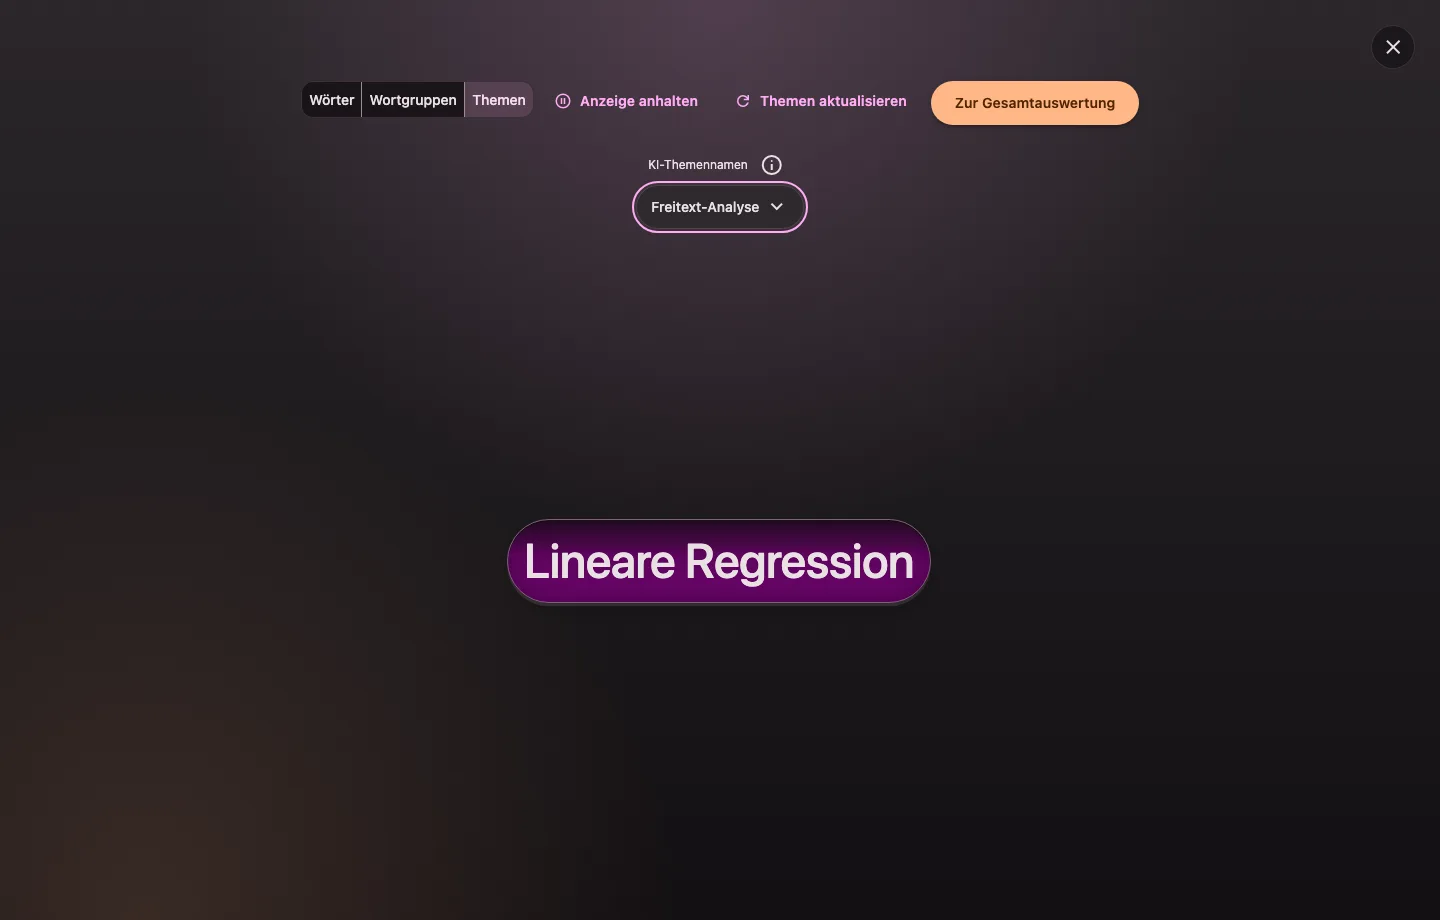 Wörter Wortgruppen Themen Anzeige anhalten Themen aktualisieren Zur Gesamtauswertung
KI-Themennamen
Freitext-Analyse
Lineare Regression